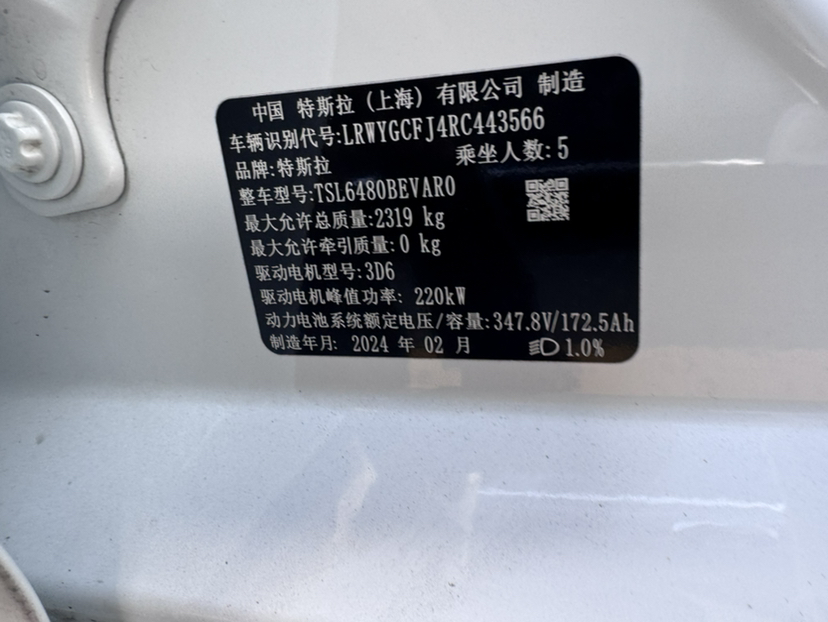 中国 特斯拉（上海）有限公司 制造
车辆识别代号:LRWYGCFJ4RC443566
品牌:特斯拉 乘坐人数:5
整车型号:TSL6480BEVAR0
最大允许总质量:2319 kg
最大允许牵引质量:0 kg
驱动电机型号:3D6
驱动电机峰值功率: 220kW
动力电池系统额定电压/容量:347.8V/172.5Ah
制造年月: 2024 年 02 月 1.0%